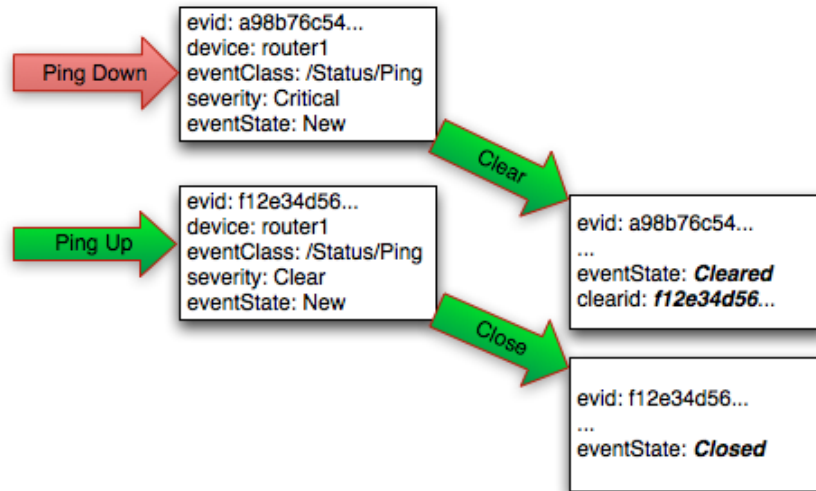 Ping Down
evid: a98b76c54...
device: router1
eventClass: /Status/Ping
severity: Critical
eventState: New
Clear
Ping Up
evid: f12e34d56...
device: router1
eventClass: /Status/Ping
severity: Clear
eventState: New
Close
evid: a98b76c54...
...
eventState: Cleared
clearid: f12e34d56...
evid: f12e34d56...
...
eventState: Closed